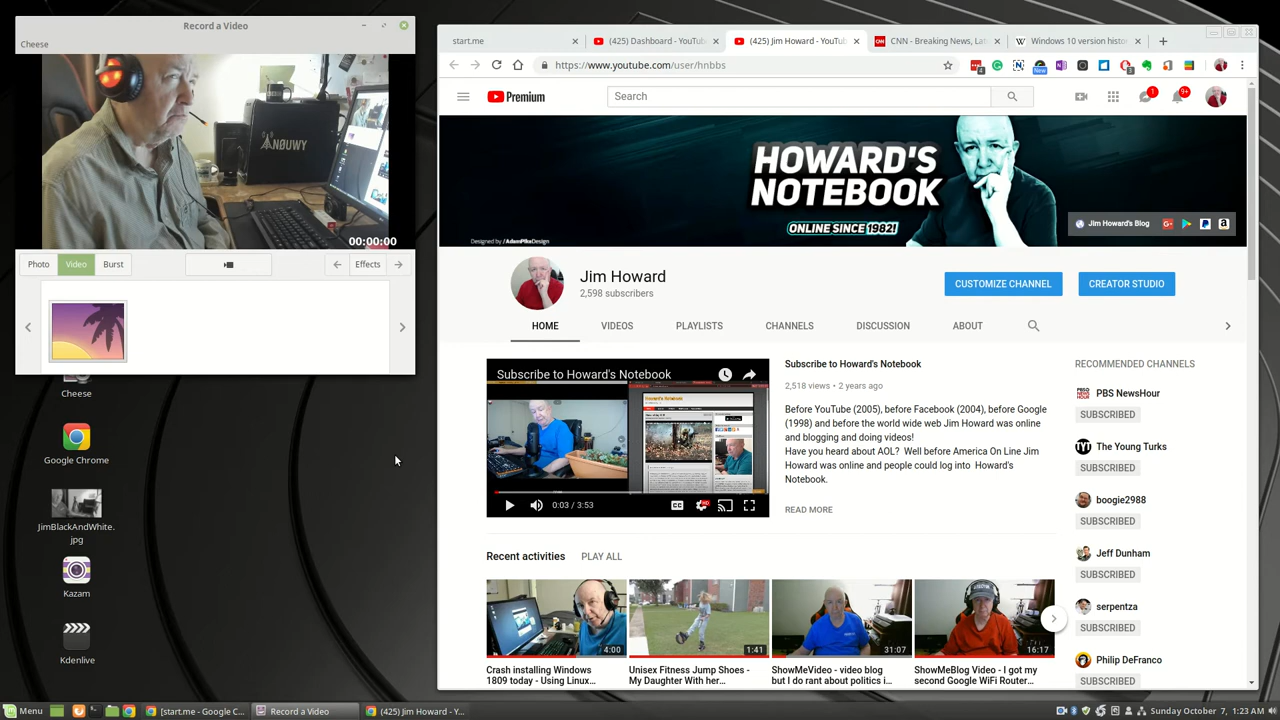 Record a Video
Cheese
ANØUWY
00:00:00
Photo
Video
Burst
Effects
Cheese
Google Chrome
JimBlackAndWhite.
jpg
Kazam
Kdenlive
start.me
(425) Dashboard - YouTub
(425) Jim Howard - YouTub
CNN - Breaking News, Lat
Windows 10 version histo
https://www.youtube.com/user/hnbbs
New
Premium
Search
1
9+
HOWARD'S
NOTEBOOK
ONLINE SINCE 1982!
Designed by /AdumPlkaDesign
Jim Howard's Blog
Jim Howard
2,598 subscribers
CUSTOMIZE CHANNEL
CREATOR STUDIO
HOME
VIDEOS
PLAYLISTS
CHANNELS
DISCUSSION
ABOUT
Subscribe to Howard's Notebook
0:03 / 3:53
Subscribe to Howard's Notebook
2,518 views • 2 years ago
Before YouTube (2005), before Facebook (2004), before Google
(1998) and before the world wide web Jim Howard was online
and blogging and doing videos!
Have you heard about AOL? Well before America On Line Jim
Howard was online and people could log into Howard's
Notebook.
READ MORE
RECOMMENDED CHANNELS
PBS NewsHour
SUBSCRIBED
The Young Turks
SUBSCRIBED
boogie2988
SUBSCRIBED
Jeff Dunham
SUBSCRIBED
serpentza
SUBSCRIBED
Philip DeFranco
Recent activities
PLAY ALL
4:00
1:41
31:07
16:17
Crash installing Windows
1809 today - Using Linux...
Unisex Fitness Jump Shoes -
My Daughter With her...
ShowMeVideo - video blog
but I do rant about politics i...
ShowMeBlog Video - I got my
second Google WiFi Router...
Menu
[start.me - Google C...
Record a Video
(425) Jim Howard - Y...
Sunday October 7, 1:23 AM